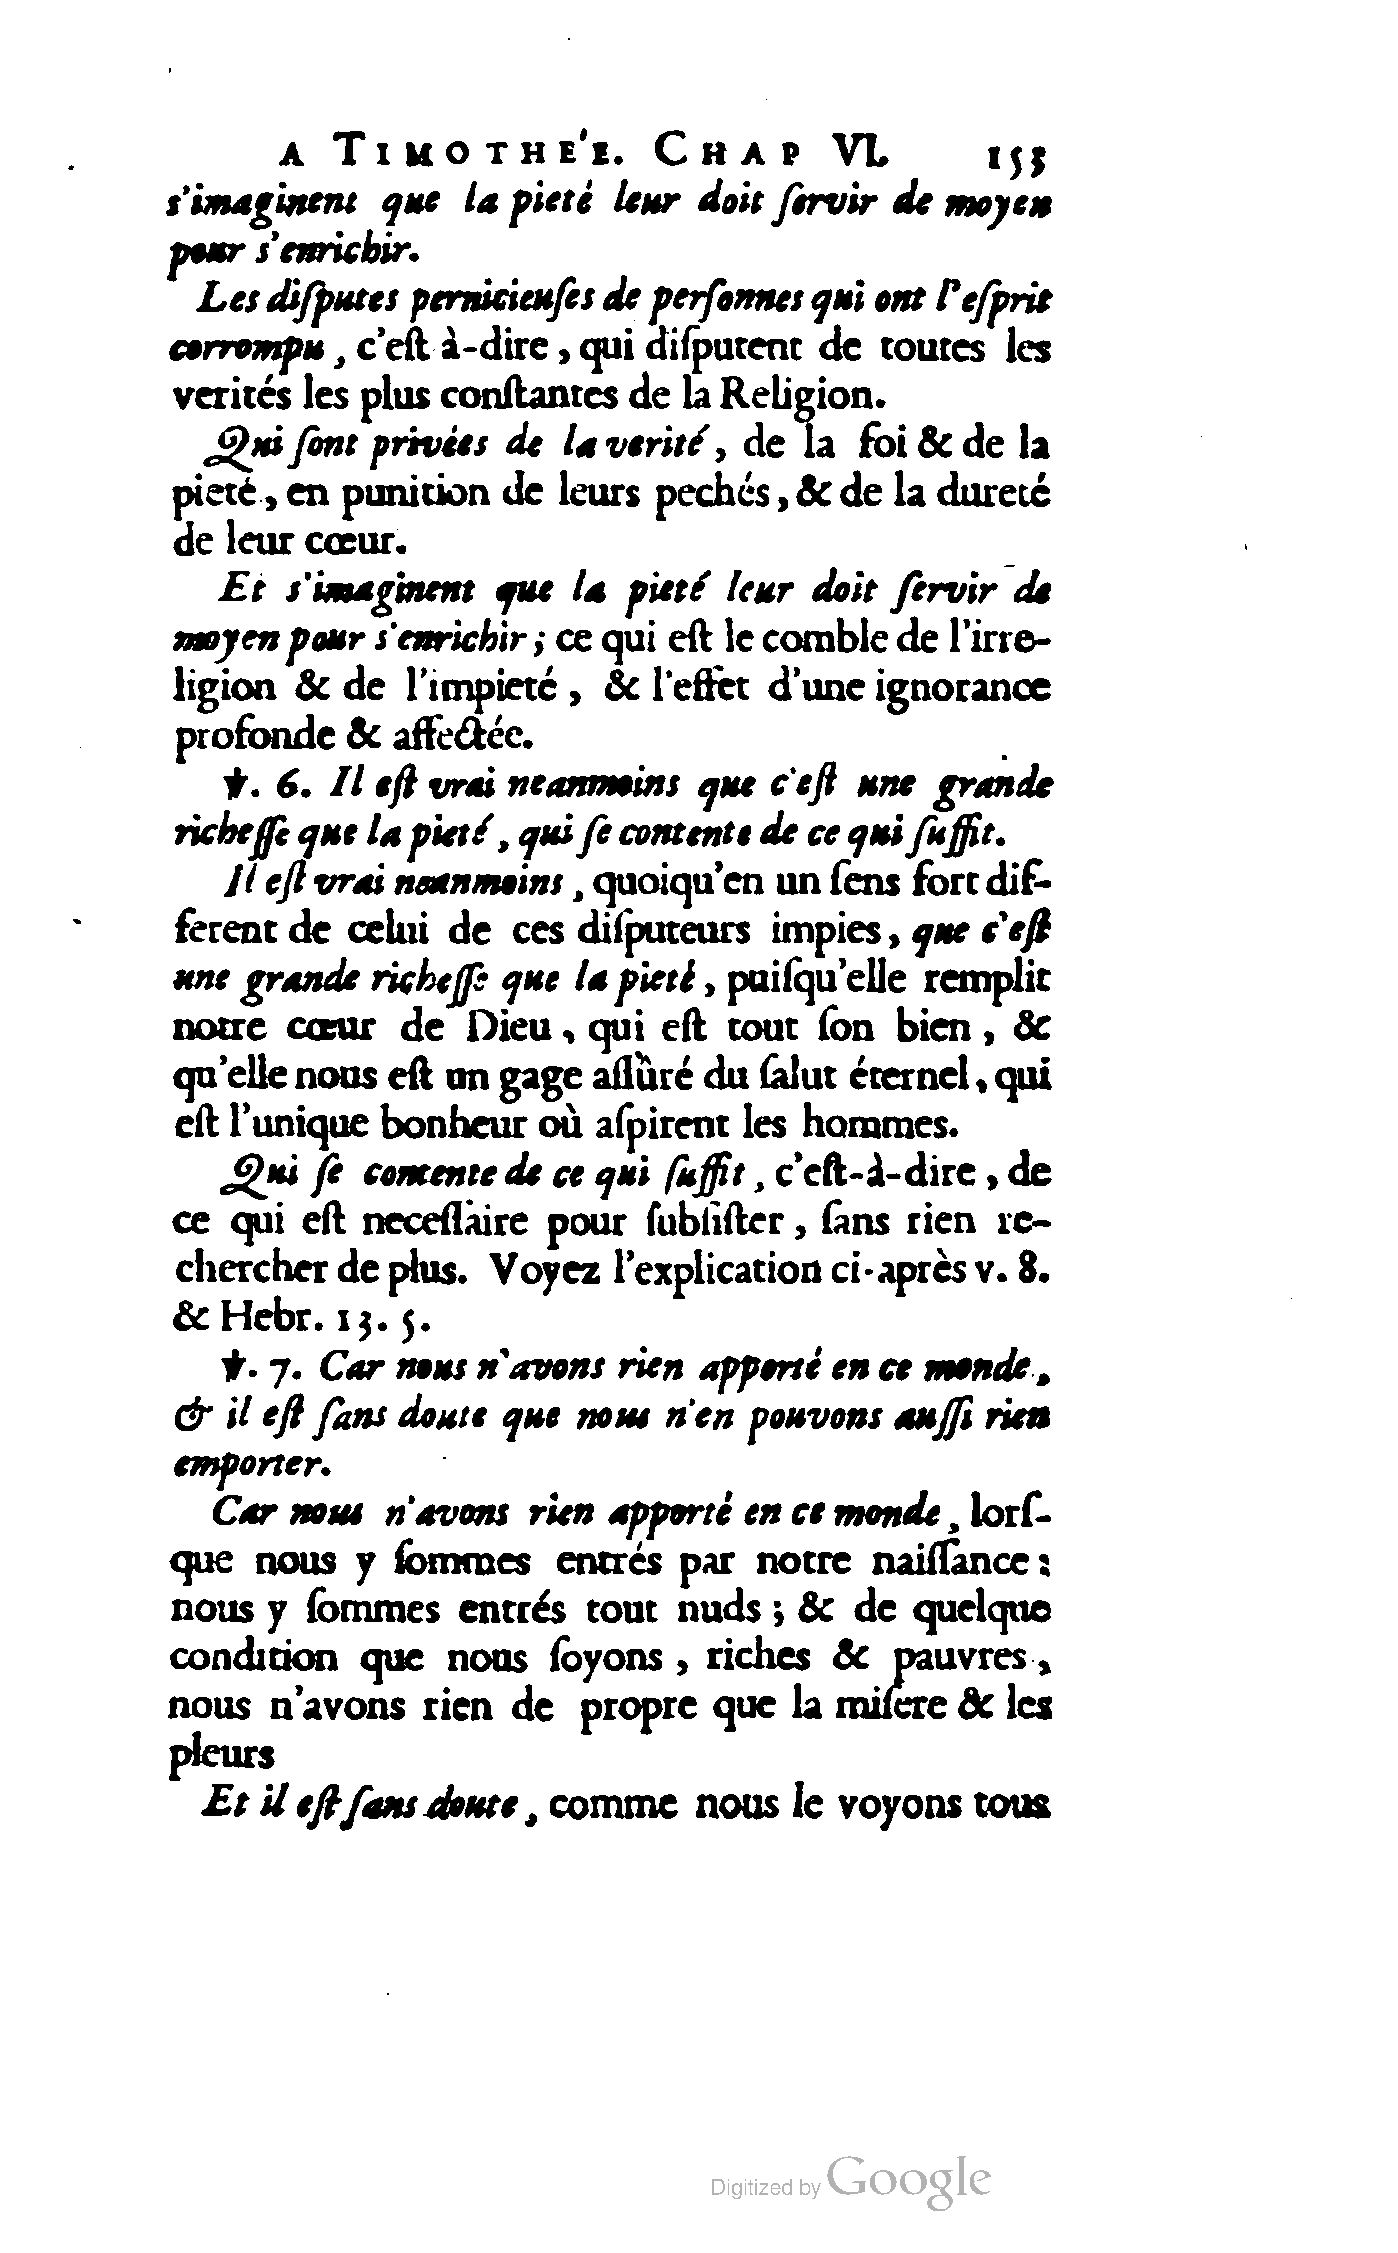 A TIMOTHE'E. CHAP VI. 155
s'imaginent que la pieté leur doit ſervir de moyen
pour s'enrichir.
Les diſputes pernicieuſes de perſonnes qui ont l'eſprit
corrompu, c'eſt à-dire, qui diſputent de toutes les
verités les plus conſtantes de la Religion.
Qui ſont privées de la verité, de la foi & de la
pieté, en punition de leurs pechés, & de la dureté
de leur cœur.
Et s'imaginent que la pieté leur doit ſervir de
moyen pour s'enrichir; ce qui eſt le comble de l'irre-
ligion & de l'impieté, & l'effet d'une ignorance
profonde & affectée.
℣. 6. Il eſt vrai neanmoins que c'eſt une grande
richeſſe que la pieté, qui ſe contente de ce qui ſuffit.
Il eſt vrai neanmoins, quoiqu'en un ſens fort dif-
ferent de celui de ces diſputeurs impies, que c'eſt
une grande richeſſe que la pieté, puiſqu'elle remplit
notre cœur de Dieu, qui eſt tout ſon bien, &
qu'elle nous eſt un gage aſſûré du ſalut éternel, qui
eſt l'unique bonheur où aſpirent les hommes.
Qui ſe contente de ce qui ſuffit, c'eſt-à-dire, de
ce qui eſt neceſſaire pour ſubſiſter, ſans rien re-
chercher de plus. Voyez l'explication ci-après v. 8.
& Hebr. 13. 5.
℣. 7. Car nous n'avons rien apporté en ce monde,
& il eſt ſans doute que nous n'en pouvons auſſi rien
emporter.
Car nous n'avons rien apporté en ce monde, lorſ-
que nous y ſommes entrés par notre naiſſance:
nous y ſommes entrés tout nuds; & de quelque
condition que nous ſoyons, riches & pauvres,
nous n'avons rien de propre que la miſere & les
pleurs
Et il eſt ſans doute, comme nous le voyons tous
Digitized by Google